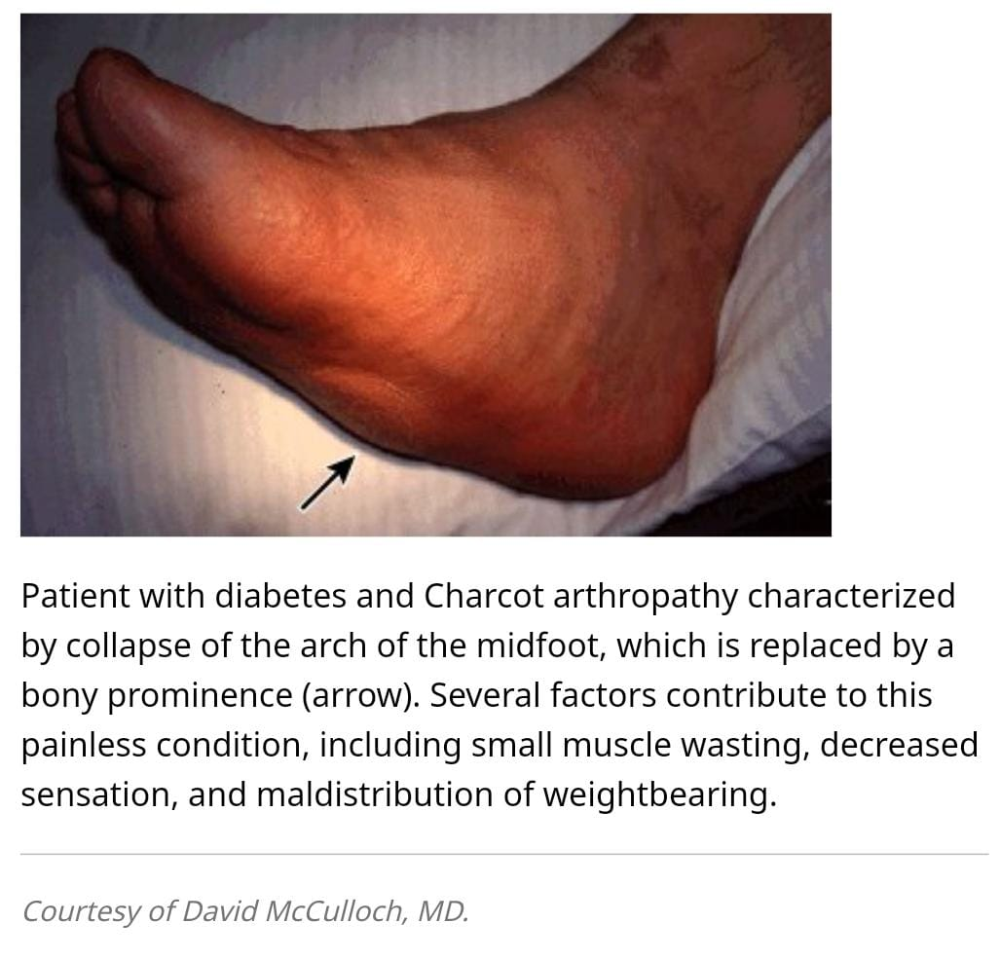 Patient with diabetes and Charcot arthropathy characterized
by collapse of the arch of the midfoot, which is replaced by a
bony prominence (arrow). Several factors contribute to this
painless condition, including small muscle wasting, decreased
sensation, and maldistribution of weightbearing.
Courtesy of David McCulloch, MD.